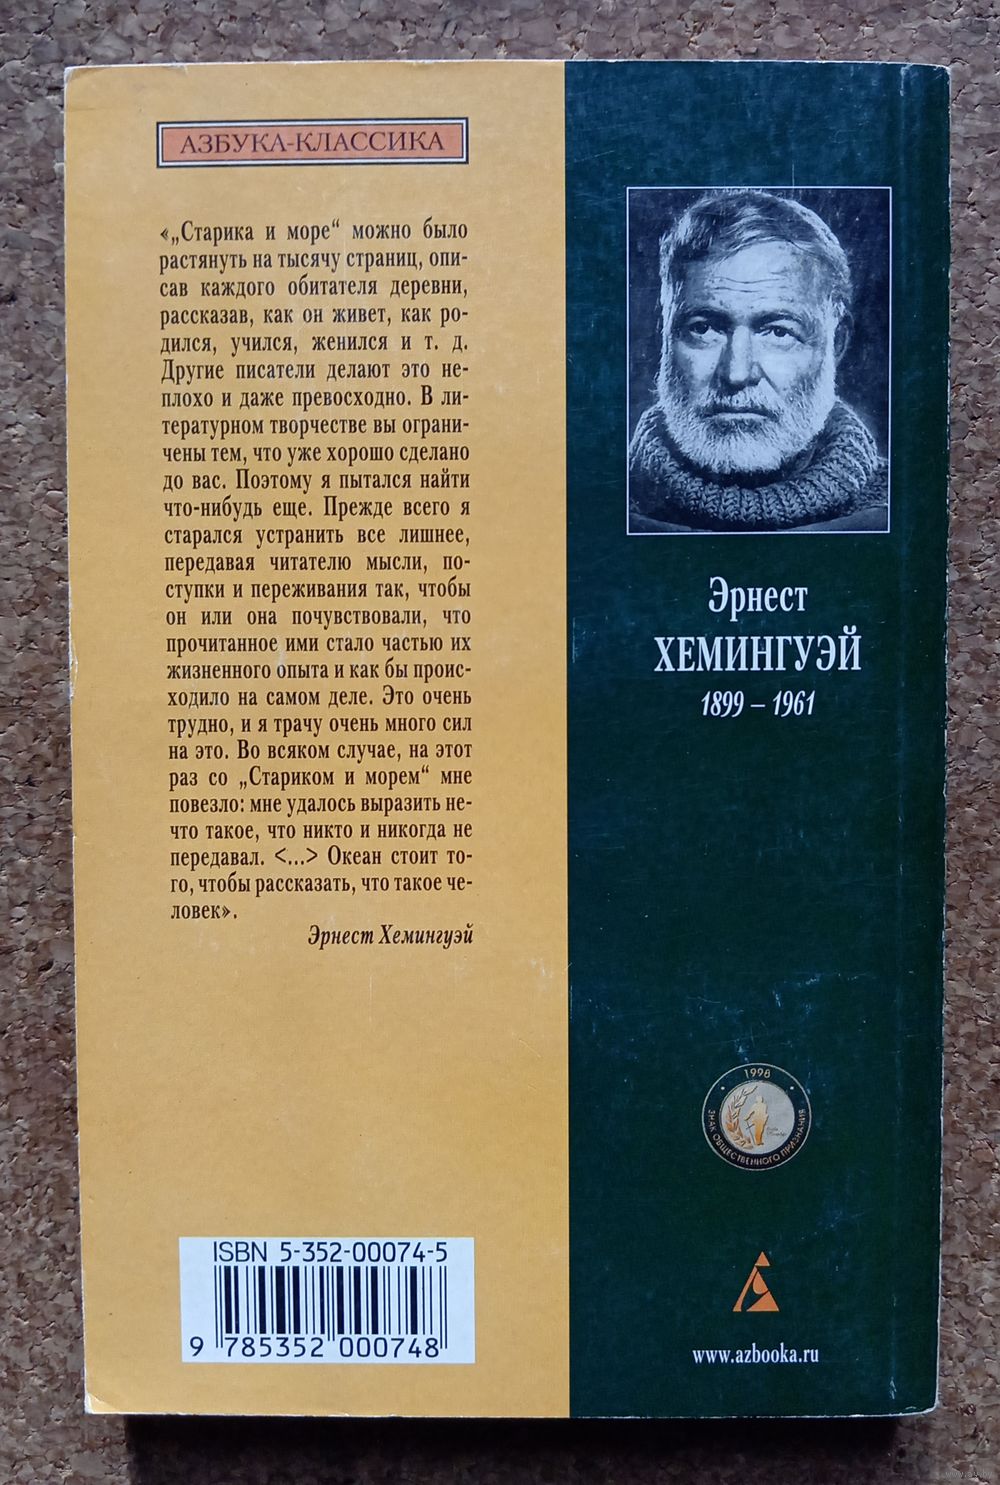 АЗБУКА-КЛАССИКА
«„Старика и море“ можно было
растянуть на тысячу страниц, опи-
сав каждого обитателя деревни,
рассказав, как он живет, как ро-
дился, учился, женился и т. д.
Другие писатели делают это не-
плохо и даже превосходно. В ли-
тературном творчестве вы ограни-
чены тем, что уже хорошо сделано
до вас. Поэтому я пытался найти
что-нибудь еще. Прежде всего я
старался устранить все лишнее,
передавая читателю мысли, по-
ступки и переживания так, чтобы
он или она почувствовали, что
прочитанное ими стало частью их
жизненного опыта и как бы проис-
ходило на самом деле. Это очень
трудно, и я трачу очень много сил
на это. Во всяком случае, на этот
раз со „Стариком и морем“ мне
повезло: мне удалось выразить не-
что такое, что никто и никогда не
передавал. <...> Океан стоит то-
го, чтобы рассказать, что такое че-
ловек».
Эрнест Хемингуэй
ISBN 5-352-00074-5
9 785352 000748
Эрнест
ХЕМИНГУЭЙ
1899 – 1961
1998
ЗНАК ОБЩЕСТВЕННОГО ПРИЗНАНИЯ
www.azbooka.ru